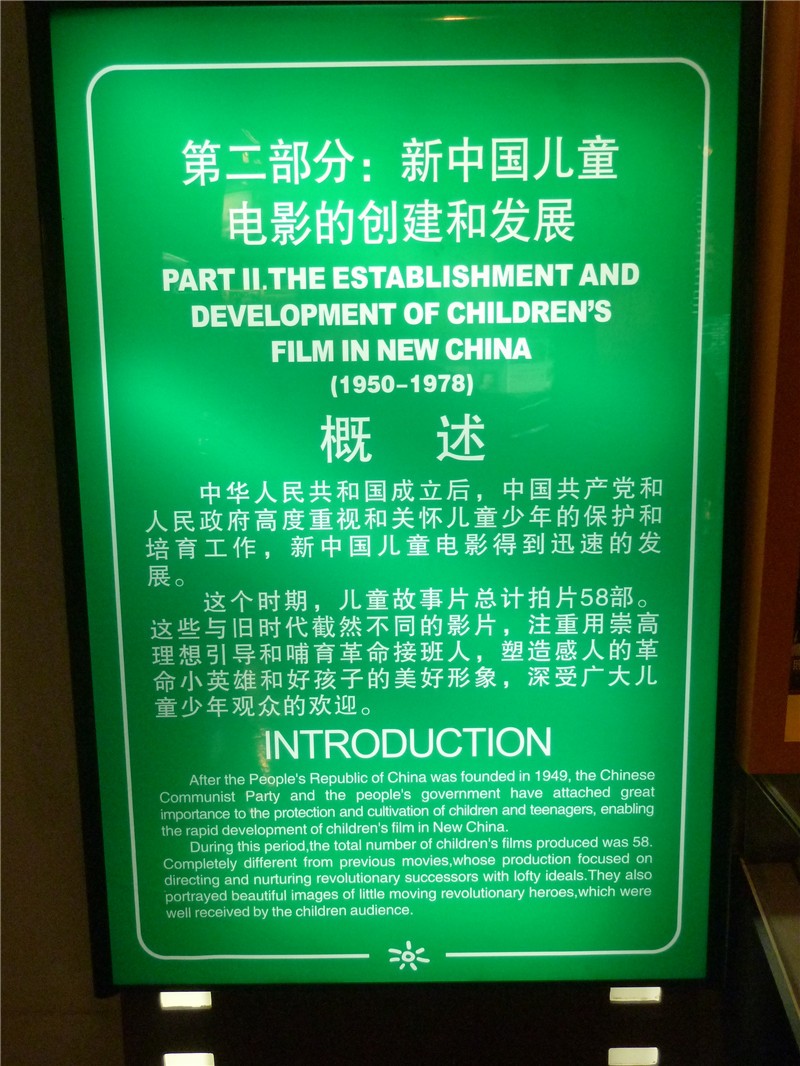 第二部分：新中国儿童
电影的创建和发展
PART II.THE ESTABLISHMENT AND
DEVELOPMENT OF CHILDREN'S
FILM IN NEW CHINA
(1950-1978)
概 述
中华人民共和国成立后，中国共产党和
人民政府高度重视和关怀儿童少年的保护和
培育工作，新中国儿童电影得到迅速的发
展。
这个时期，儿童故事片总计拍片58部。
这些与旧时代截然不同的影片，注重用崇高
理想引导和哺育革命接班人，塑造感人的革
命小英雄和好孩子的美好形象，深受广大儿
童少年观众的欢迎。
INTRODUCTION
After the People's Republic of China was founded in 1949, the Chinese
Communist Party and the people's government have attached great
importance to the protection and cultivation of children and teenagers, enabling
the rapid development of children's film in New China.
During this period,the total number of children's films produced was 58.
Completely different from previous movies,whose production focused on
directing and nurturing revolutionary successors with lofty ideals.They also
portrayed beautiful images of little moving revolutionary heroes,which were
well received by the children audience.